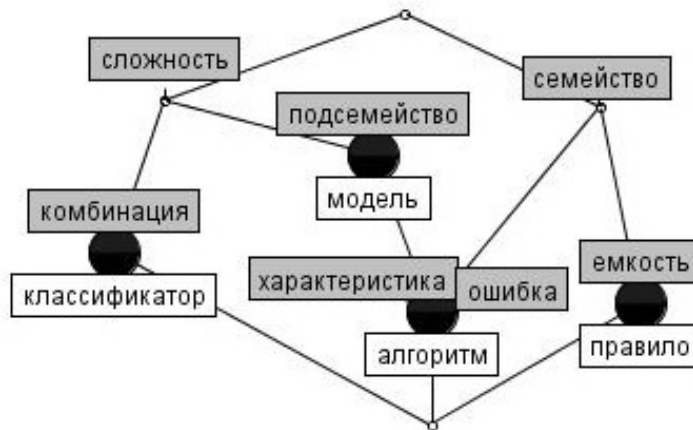 сложность
семейство
подсемейство
модель
комбинация
классификатор
характеристика
ошибка
емкость
алгоритм
правило